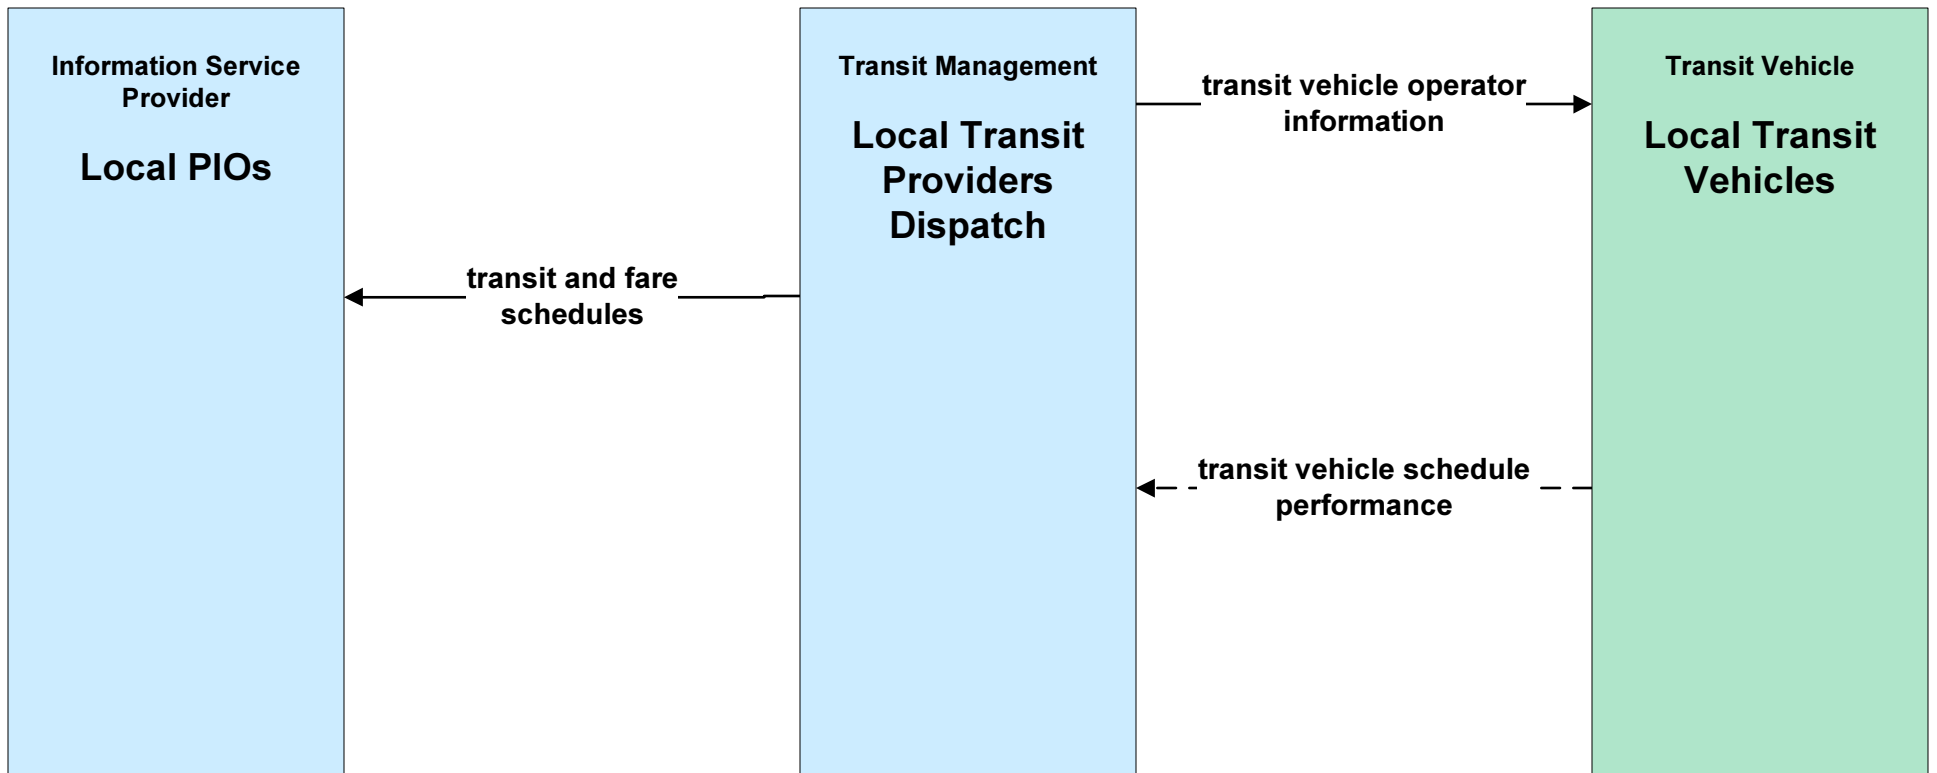 Information Service
Provider
Local PIOs
transit and fare
schedules
Transit Management
Local Transit
Providers
Dispatch
transit vehicle operator
information
transit vehicle schedule
performance
Transit Vehicle
Local Transit
Vehicles